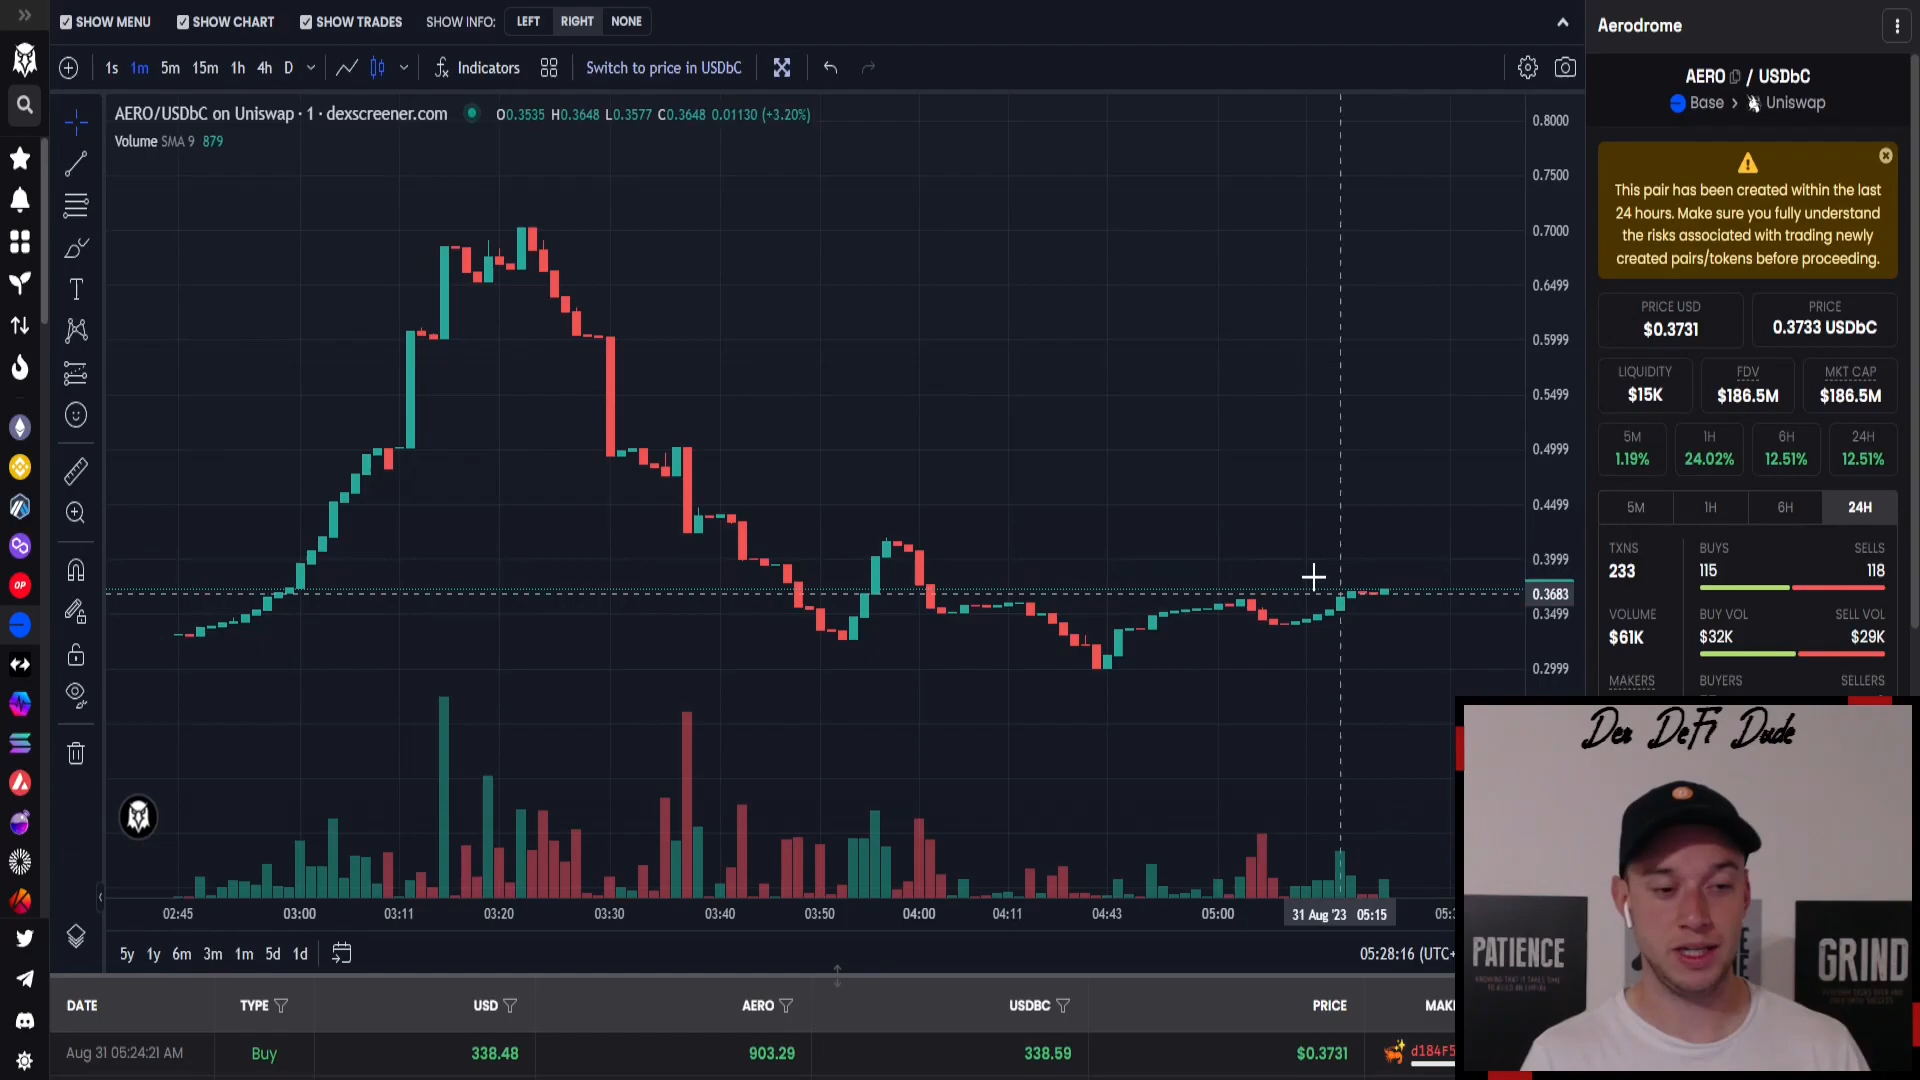 SHOW MENU SHOW CHART SHOW TRADES SHOW INFO: LEFT RIGHT NONE
1s 1m 5m 15m 1h 4h D Indicators Switch to price in USDbC
AERO/USDbC on Uniswap · 1 · dexscreener.com O0.3535 H0.3648 L0.3577 C0.3648 0.01130 (+3.20%)
Volume SMA 9 879
0.8000
0.7500
0.7000
0.6499
0.5999
0.5499
0.4999
0.4499
0.3999
0.3683
0.3499
0.2999
02:45 03:00 03:11 03:20 03:30 03:40 03:50 04:00 04:11 04:43 05:00 31 Aug '23 05:15
5y 1y 6m 3m 1m 5d 1d 05:28:16 (UTC+
DATE TYPE USD AERO USDBC PRICE
Aug 31 05:24:21 AM Buy 338.48 903.29 338.59 $0.3731 d184F5
OP
Aerodrome
AERO / USDbC
Base > Uniswap
This pair has been created within the last
24 hours. Make sure you fully understand
the risks associated with trading newly
created pairs/tokens before proceeding.
PRICE USD PRICE
$0.3731 0.3733 USDbC
LIQUIDITY FDV MKT CAP
$15K $186.5M $186.5M
5M 1H 6H 24H
1.19% 24.02% 12.51% 12.51%
5M 1H 6H 24H
TXNS BUYS SELLS
233 115 118
VOLUME BUY VOL SELL VOL
$61K $32K $29K
MAKERS BUYERS SELLERS
Dex DeFi Dude
PATIENCE
GRIND